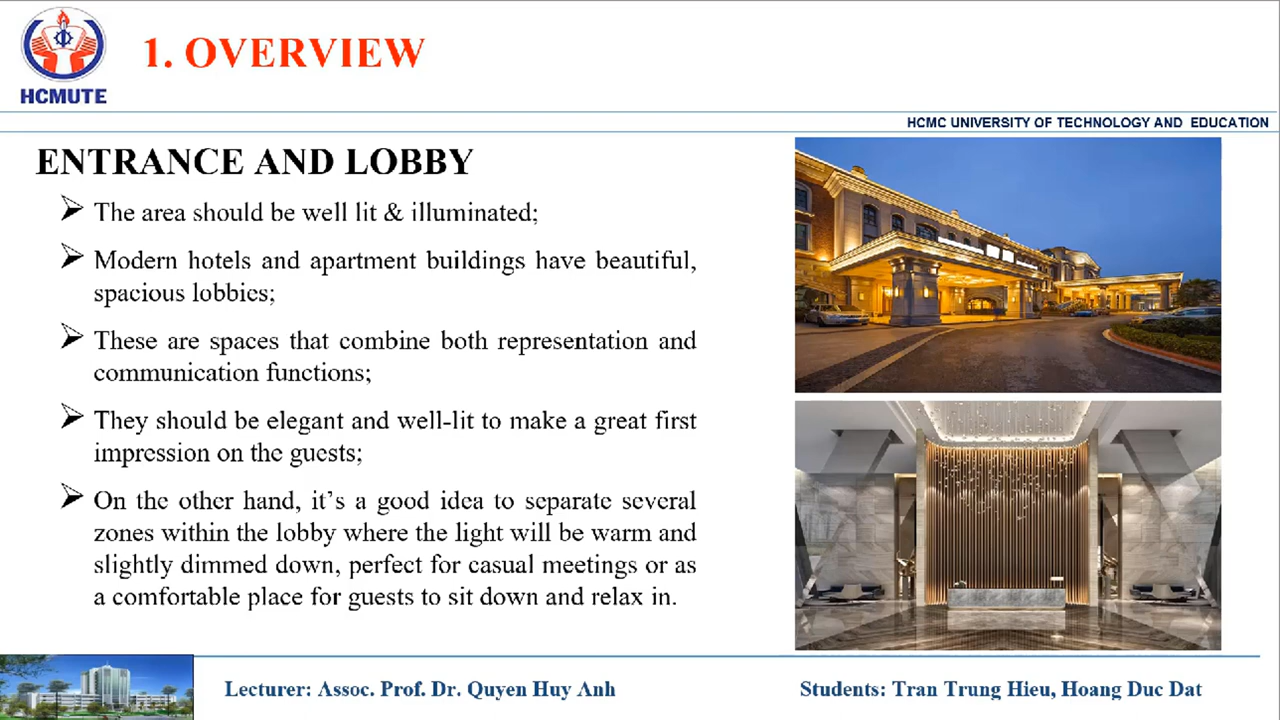 HCMUTE
1. OVERVIEW
HCMC UNIVERSITY OF TECHNOLOGY AND EDUCATION
ENTRANCE AND LOBBY
The area should be well lit & illuminated;
Modern hotels and apartment buildings have beautiful,
spacious lobbies;
These are spaces that combine both representation and
communication functions;
They should be elegant and well-lit to make a great first
impression on the guests;
On the other hand, it's a good idea to separate several
zones within the lobby where the light will be warm and
slightly dimmed down, perfect for casual meetings or as
a comfortable place for guests to sit down and relax in.
Lecturer: Assoc. Prof. Dr. Quyen Huy Anh
Students: Tran Trung Hieu, Hoang Duc Dat